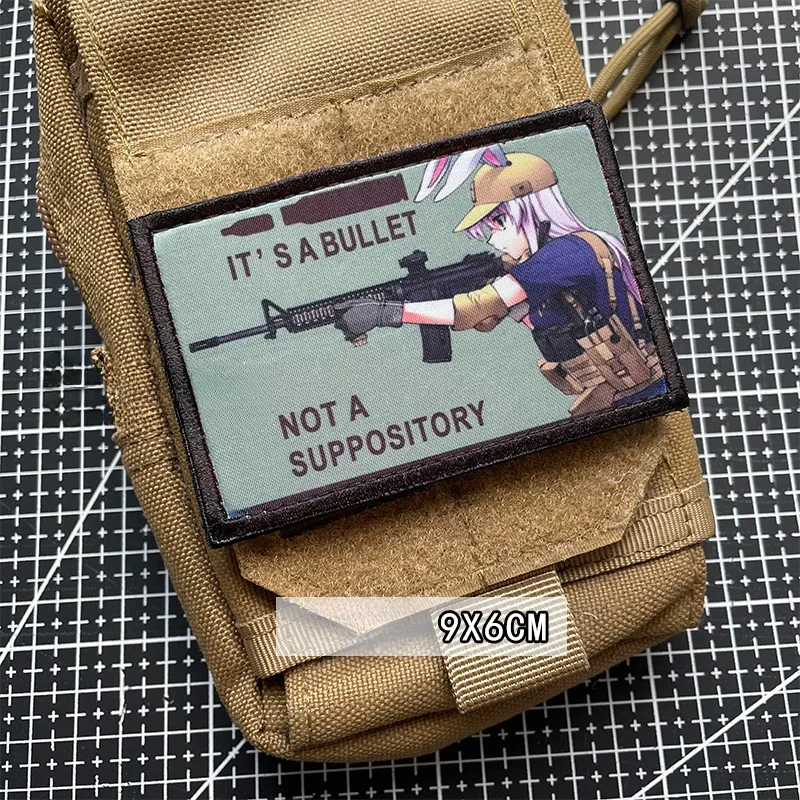 IT'S A BULLET
NOT A
SUPPOSITORY
9X6CM